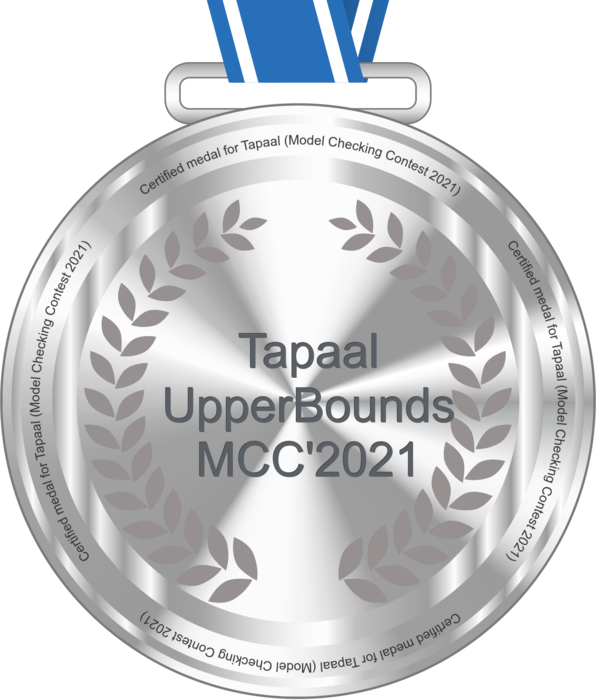 Certified medal for Tapaal (Model Checking Contest 2021)
Certified medal for Tapaal (Model Checking Contest 2021)
Certified medal for Tapaal (Model Checking Contest 2021)
Tapaal
UpperBounds
MCC'2021
Certified medal for Tapaal (Model Checking Contest 2021)